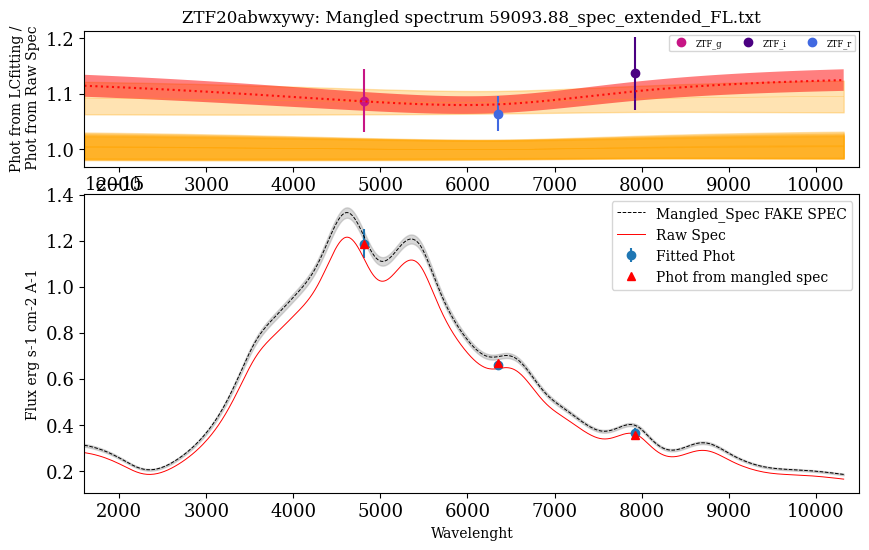 ZTF20abwxywy: Mangled spectrum 59093.88_spec_extended_FL.txt
Phot from LCfitting /
Phot from Raw Spec
1.2
1.1
1.0
ZTF_g
ZTF_i
ZTF_r
2000 3000 4000 5000 6000 7000 8000 9000 10000
1e−15
Flux erg s-1 cm-2 A-1
1.4
1.2
1.0
0.8
0.6
0.4
0.2
Mangled_Spec FAKE SPEC
Raw Spec
Fitted Phot
Phot from mangled spec
2000 3000 4000 5000 6000 7000 8000 9000 10000
Wavelenght